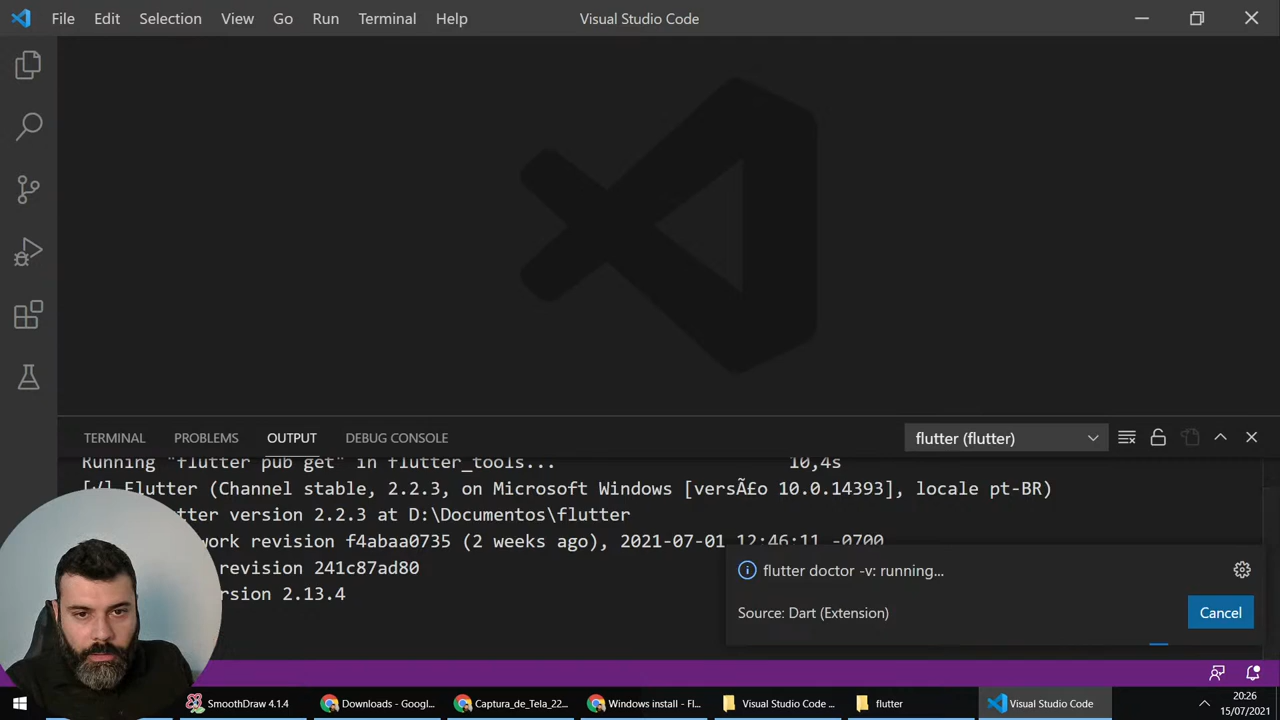 File Edit Selection View Go Run Terminal Help Visual Studio Code
TERMINAL PROBLEMS OUTPUT DEBUG CONSOLE flutter (flutter)
Running "flutter pub get" in flutter_tools... 10,4s
[√] Flutter (Channel stable, 2.2.3, on Microsoft Windows [versÃ£o 10.0.14393], locale pt-BR)
tter version 2.2.3 at D:\Documentos\flutter
work revision f4abaa0735 (2 weeks ago), 2021-07-01 12:46:11 -0700
revision 241c87ad80
rsion 2.13.4
flutter doctor -v: running...
Source: Dart (Extension) Cancel
SmoothDraw 4.1.4 Downloads - Googl... Captura_de_Tela_22... Windows install - Fl... Visual Studio Code ... flutter Visual Studio Code
20:26
15/07/2021